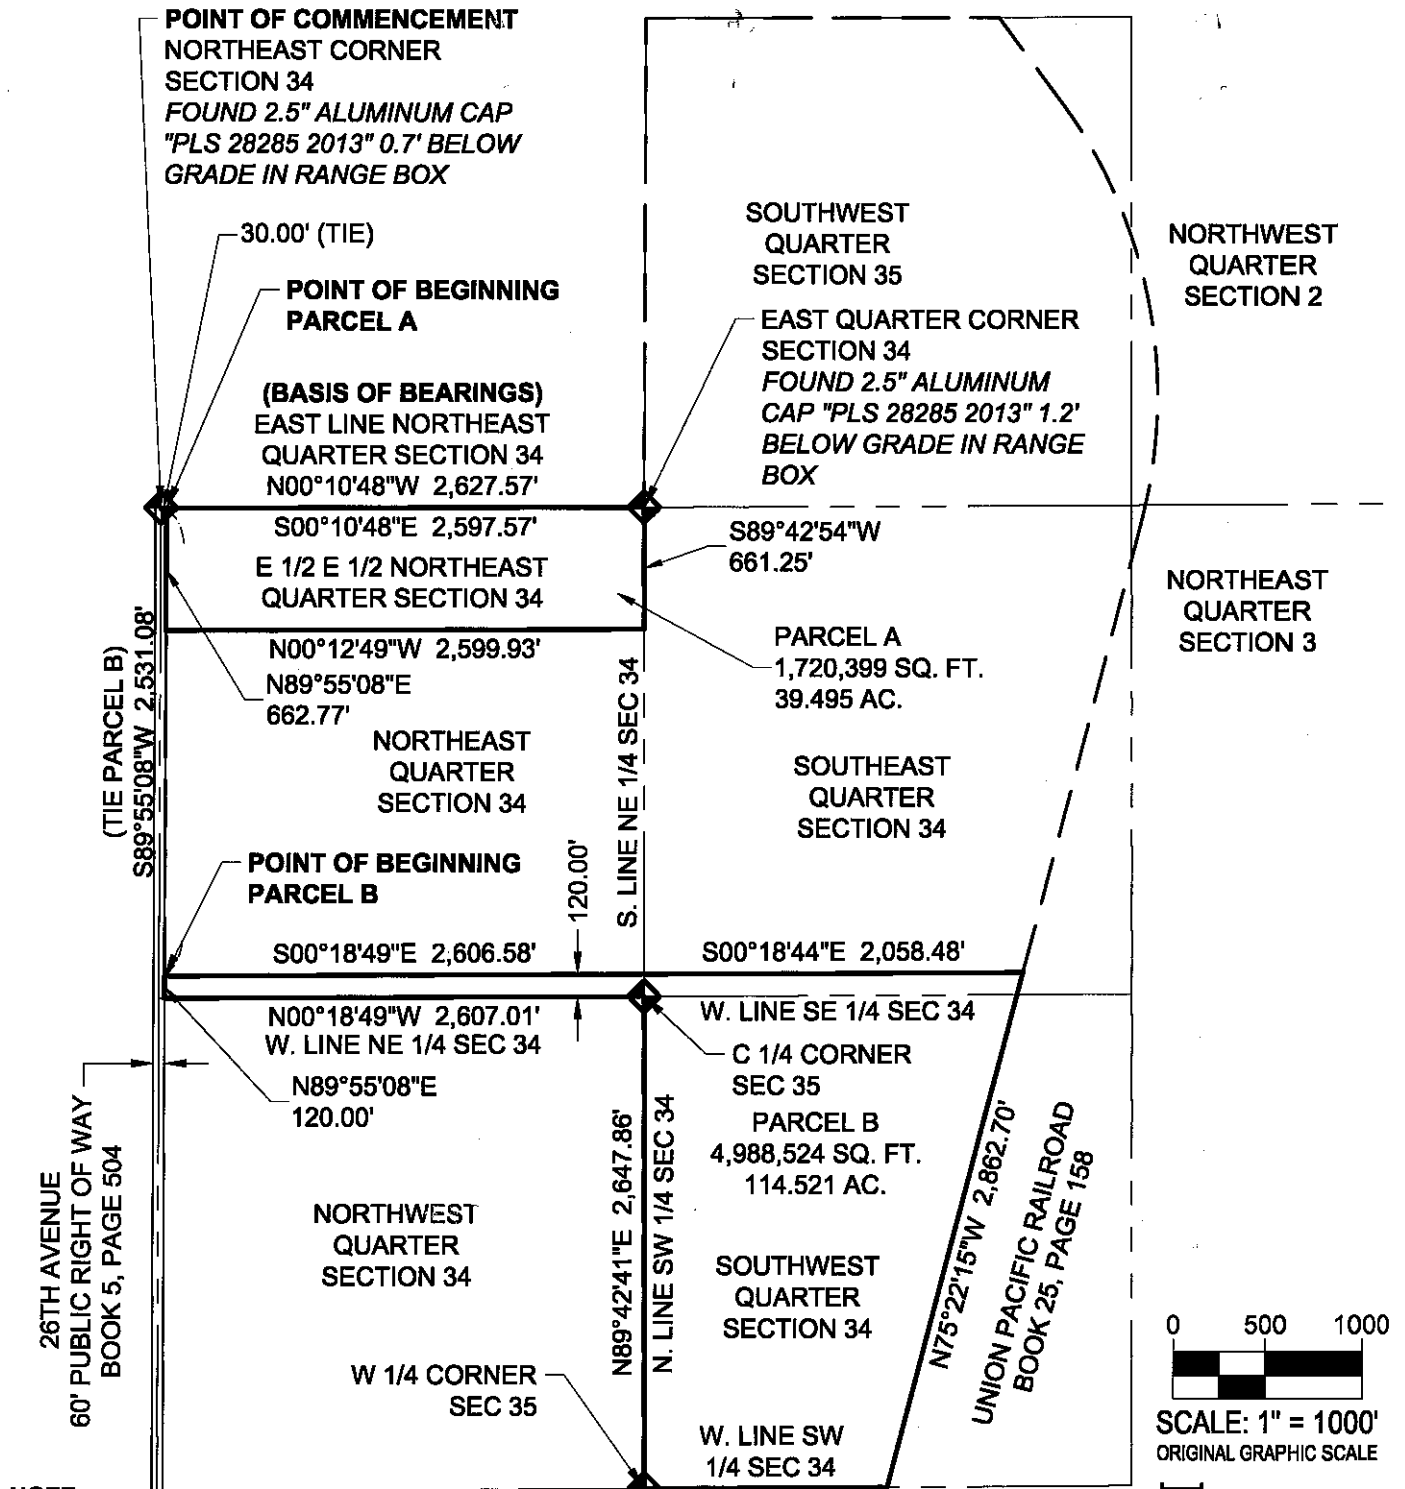 POINT OF COMMENCEMENT
NORTHEAST CORNER
SECTION 34
FOUND 2.5" ALUMINUM CAP
"PLS 28285 2013" 0.7' BELOW
GRADE IN RANGE BOX
30.00' (TIE)
POINT OF BEGINNING
PARCEL A
SOUTHWEST
QUARTER
SECTION 35
NORTHWEST
QUARTER
SECTION 2
EAST QUARTER CORNER
SECTION 34
FOUND 2.5" ALUMINUM
CAP "PLS 28285 2013" 1.2'
BELOW GRADE IN RANGE
BOX
(BASIS OF BEARINGS)
EAST LINE NORTHEAST
QUARTER SECTION 34
N00°10'48"W 2,627.57'
S00°10'48"E 2,597.57'
E 1/2 E 1/2 NORTHEAST
QUARTER SECTION 34
N00°12'49"W 2,599.93'
N89°55'08"E
662.77'
S89°42'54"W
661.25'
NORTHEAST
QUARTER
SECTION 3
PARCEL A
1,720,399 SQ. FT.
39.495 AC.
(TIE PARCEL B)
S89°55'08"W 2,531.08'
NORTHEAST
QUARTER
SECTION 34
S. LINE NE 1/4 SEC 34
SOUTHEAST
QUARTER
SECTION 34
POINT OF BEGINNING
PARCEL B
120.00'
S00°18'49"E 2,606.58'
S00°18'44"E 2,058.48'
N00°18'49"W 2,607.01'
W. LINE NE 1/4 SEC 34
W. LINE SE 1/4 SEC 34
C 1/4 CORNER
SEC 35
N89°55'08"E
120.00'
26TH AVENUE
60' PUBLIC RIGHT OF WAY
BOOK 5, PAGE 504
PARCEL B
4,988,524 SQ. FT.
114.521 AC.
N89°42'41"E 2,647.86'
N. LINE SW 1/4 SEC 34
N75°22'15"W 2,862.70'
UNION PACIFIC RAILROAD
BOOK 25, PAGE 158
NORTHWEST
QUARTER
SECTION 34
SOUTHWEST
QUARTER
SECTION 34
W 1/4 CORNER
SEC 35
W. LINE SW
1/4 SEC 34
0 500 1000
SCALE: 1" = 1000'
ORIGINAL GRAPHIC SCALE